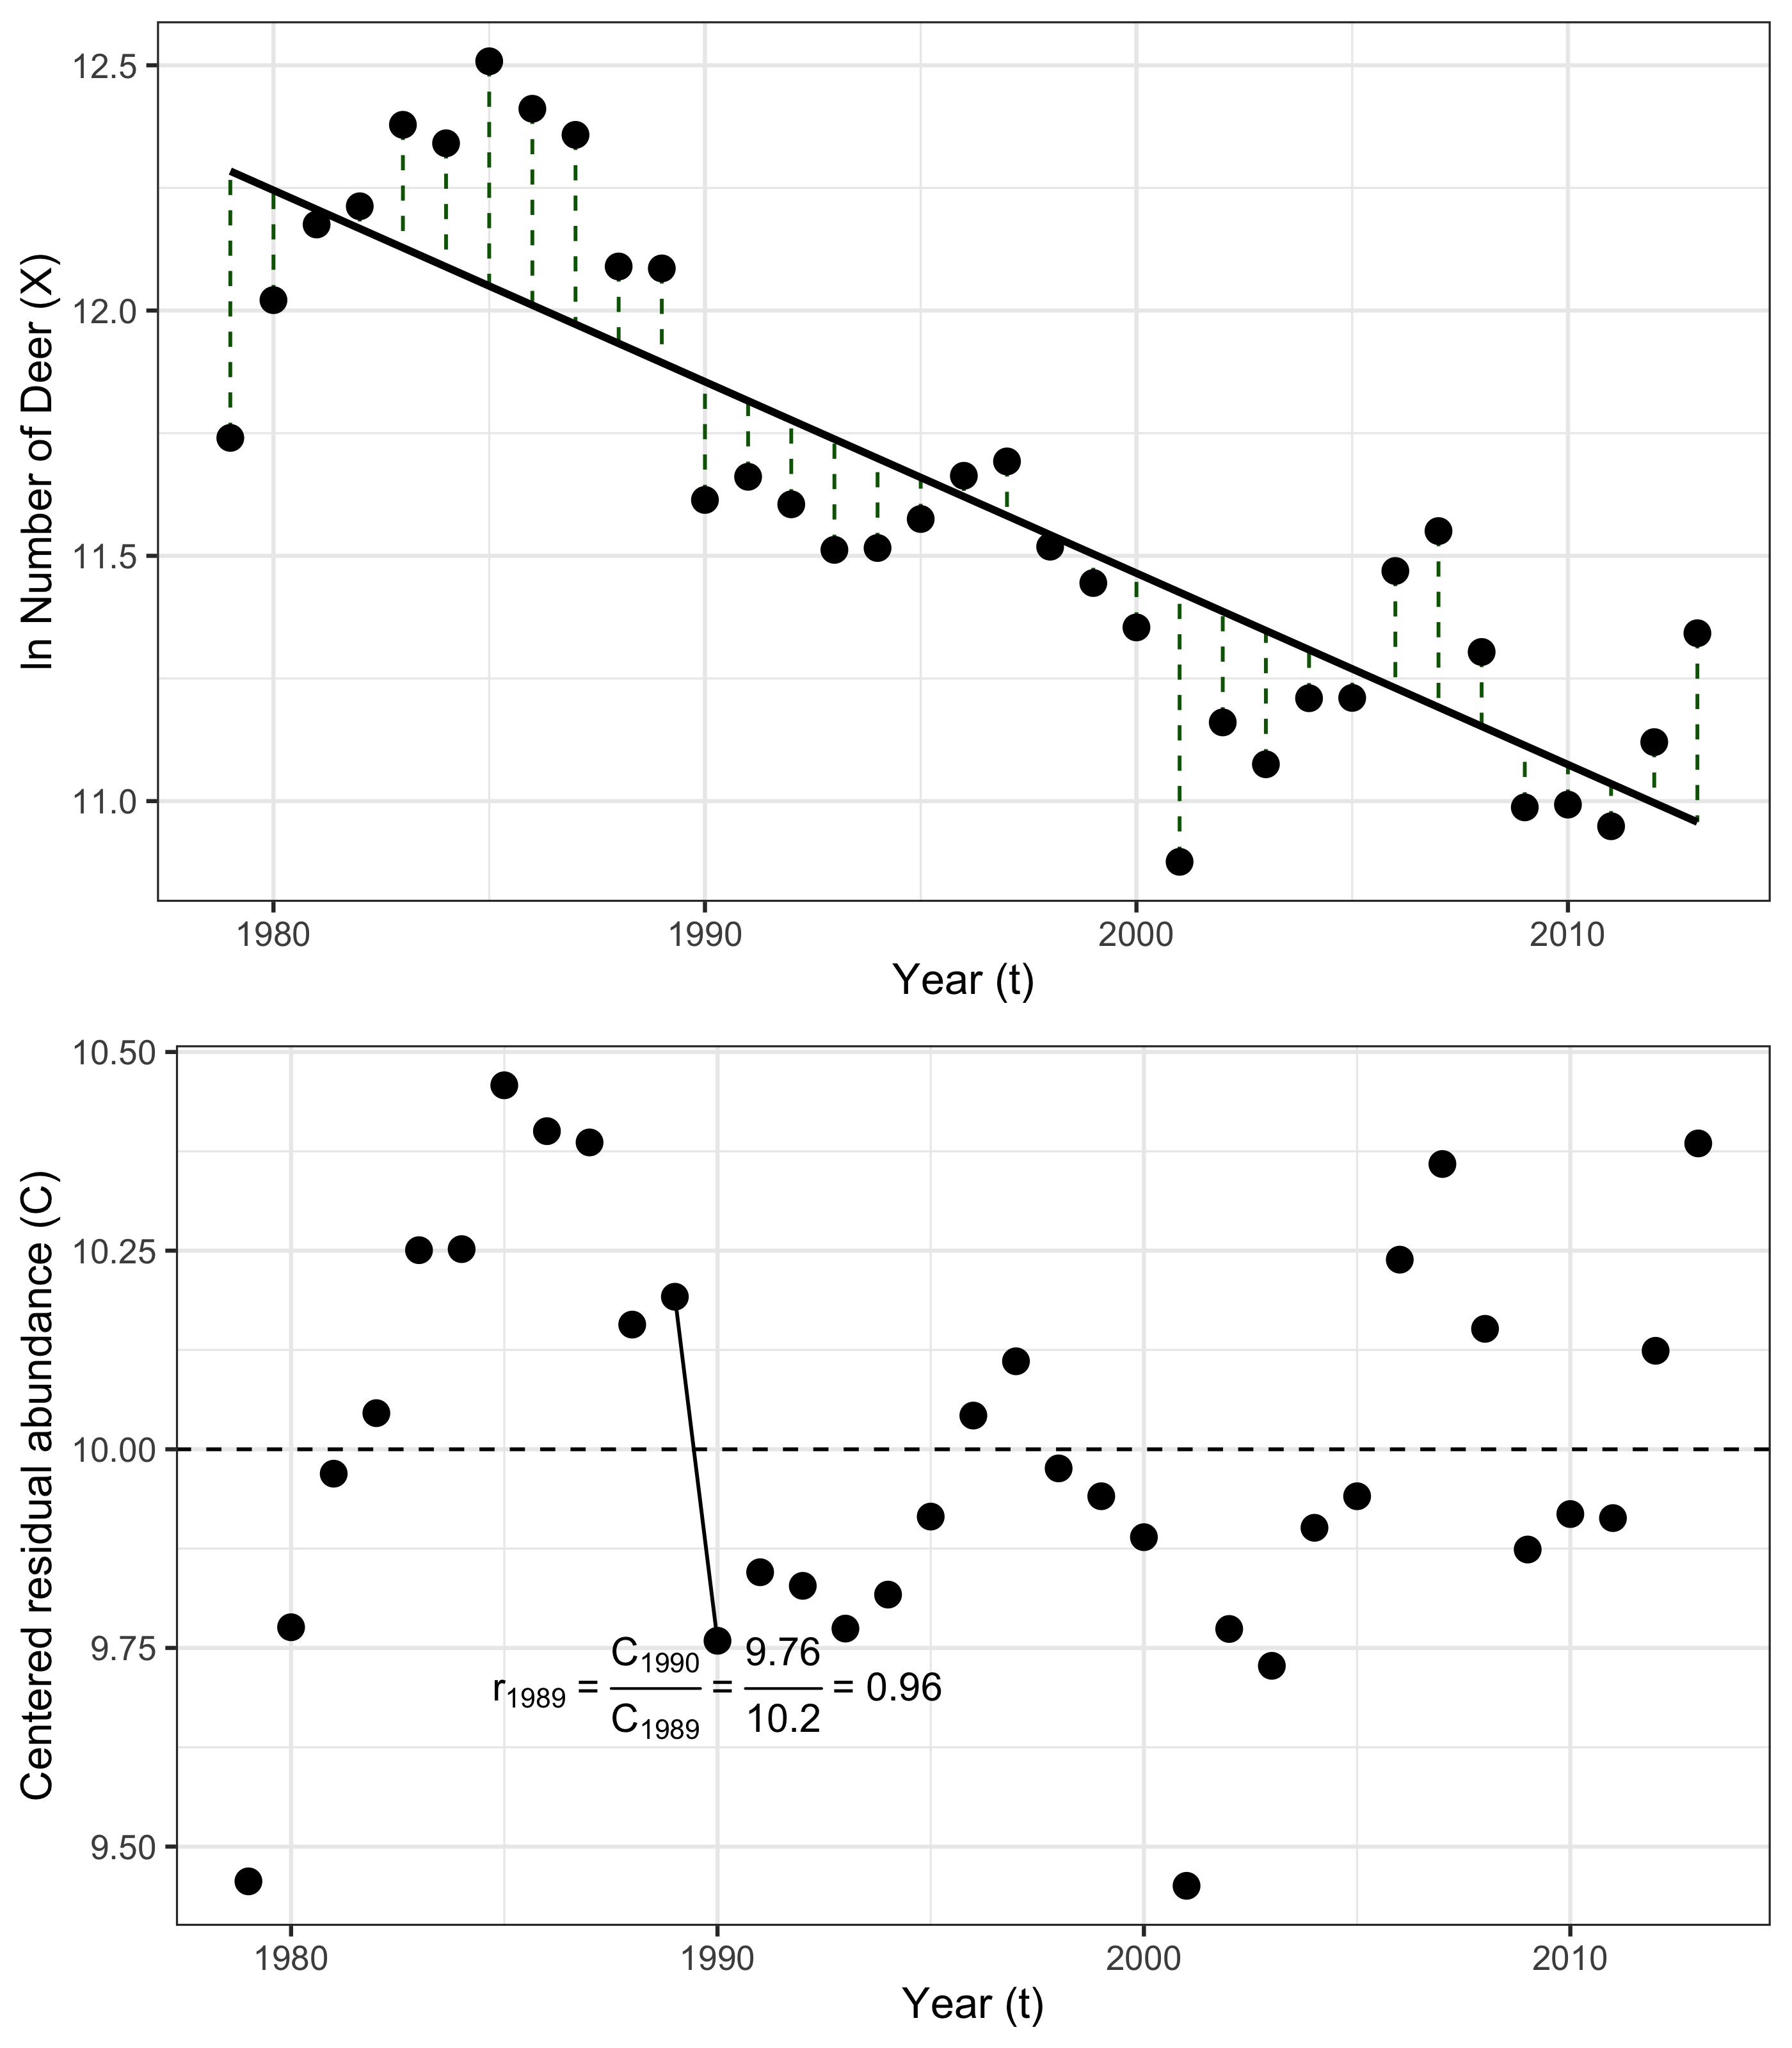 ln Number of Deer (X)
12.5
12.0
11.5
11.0
1980 1990 2000 2010
Year (t)
Centered residual abundance (C)
10.50
10.25
10.00
9.75
9.50
r1989 = C1990 / C1989 = 9.76 / 10.2 = 0.96
1980 1990 2000 2010
Year (t)